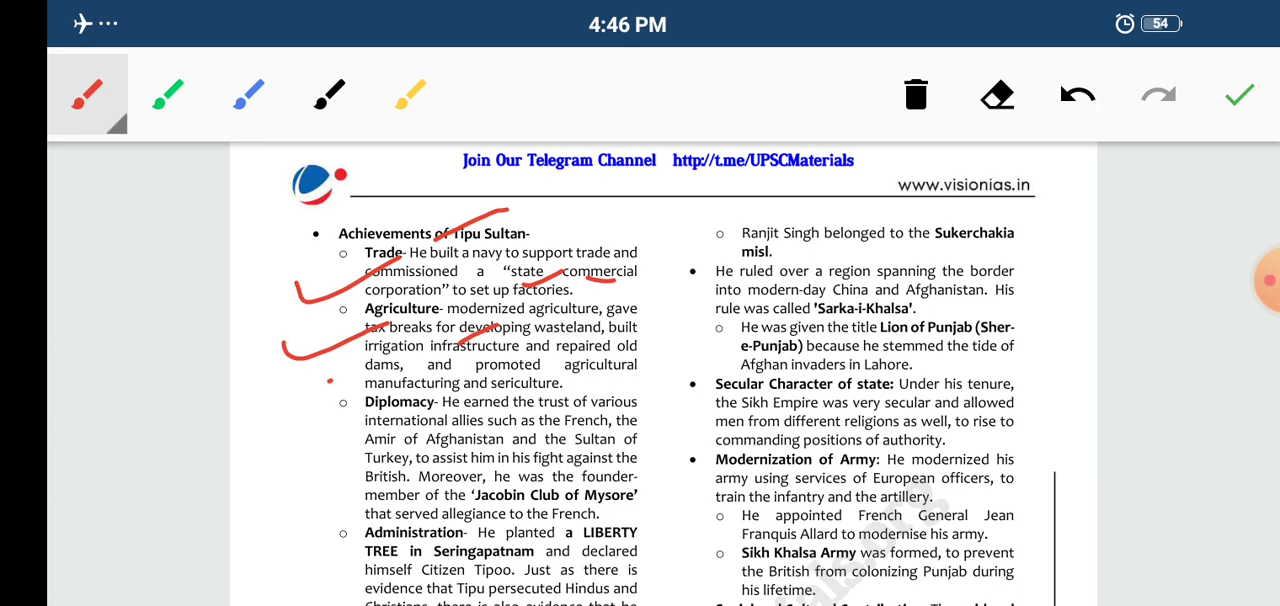 4:46 PM
54
Join Our Telegram Channel http://t.me/UPSCMaterials
www.visionias.in
• Achievements of Tipu Sultan-
o Trade- He built a navy to support trade and
commissioned a “state commercial
corporation” to set up factories.
o Agriculture- modernized agriculture, gave
tax breaks for developing wasteland, built
irrigation infrastructure and repaired old
dams, and promoted agricultural
manufacturing and sericulture.
o Diplomacy- He earned the trust of various
international allies such as the French, the
Amir of Afghanistan and the Sultan of
Turkey, to assist him in his fight against the
British. Moreover, he was the founder-
member of the ‘Jacobin Club of Mysore’
that served allegiance to the French.
o Administration- He planted a LIBERTY
TREE in Seringapatnam and declared
himself Citizen Tipoo. Just as there is
evidence that Tipu persecuted Hindus and
Christians, there is also evidence that he
o Ranjit Singh belonged to the Sukerchakia
misl.
• He ruled over a region spanning the border
into modern-day China and Afghanistan. His
rule was called 'Sarka-i-Khalsa'.
o He was given the title Lion of Punjab (Sher-
e-Punjab) because he stemmed the tide of
Afghan invaders in Lahore.
• Secular Character of state: Under his tenure,
the Sikh Empire was very secular and allowed
men from different religions as well, to rise to
commanding positions of authority.
• Modernization of Army: He modernized his
army using services of European officers, to
train the infantry and the artillery.
o He appointed French General Jean
Franquis Allard to modernise his army.
o Sikh Khalsa Army was formed, to prevent
the British from colonizing Punjab during
his lifetime.